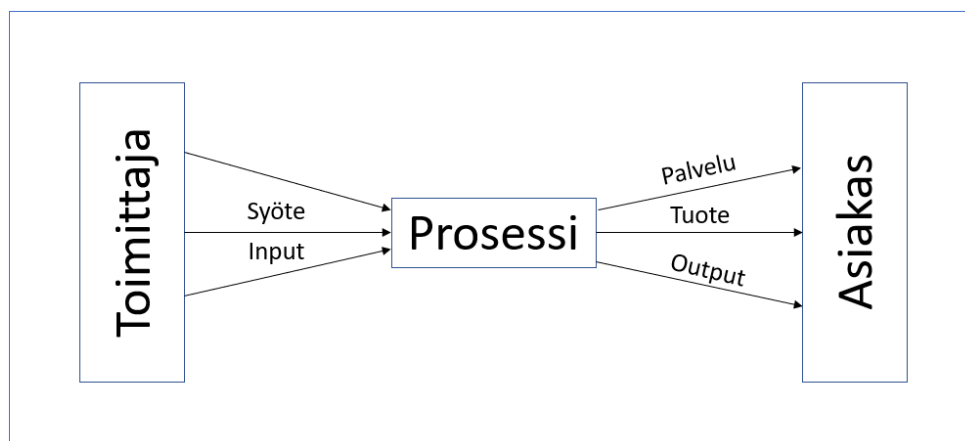 Toimittaja
Syöte
Input
Prosessi
Palvelu
Tuote
Output
Asiakas